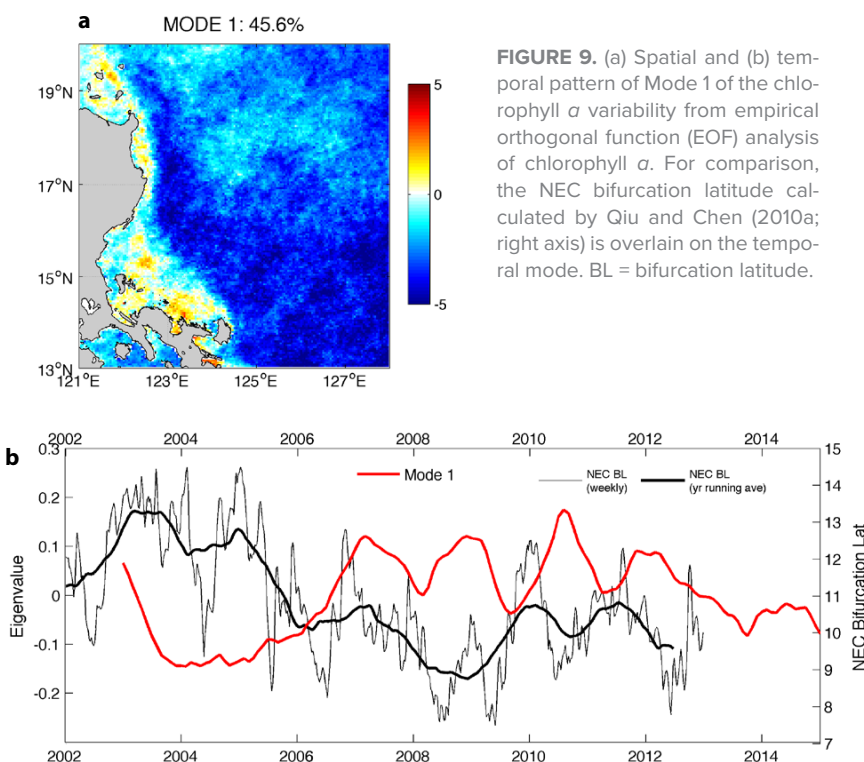 a
MODE 1: 45.6%
19°N
17°N
15°N
13°N
121°E
123°E
125°E
127°E
5
0
-5
FIGURE 9. (a) Spatial and (b) tem-
poral pattern of Mode 1 of the chlo-
rophyll a variability from empirical
orthogonal function (EOF) analysis
of chlorophyll a. For comparison,
the NEC bifurcation latitude cal-
culated by Qiu and Chen (2010a;
right axis) is overlain on the tempo-
ral mode. BL = bifurcation latitude.
b
2002 2004 2006 2008 2010 2012 2014
Eigenvalue
0.3
0.2
0.1
0
-0.1
-0.2
Mode 1
NEC BL
(weekly)
NEC BL
(yr running ave)
15
14
13
12
11
10
9
8
7
NEC Bifurcation Lat
2002 2004 2006 2008 2010 2012 2014